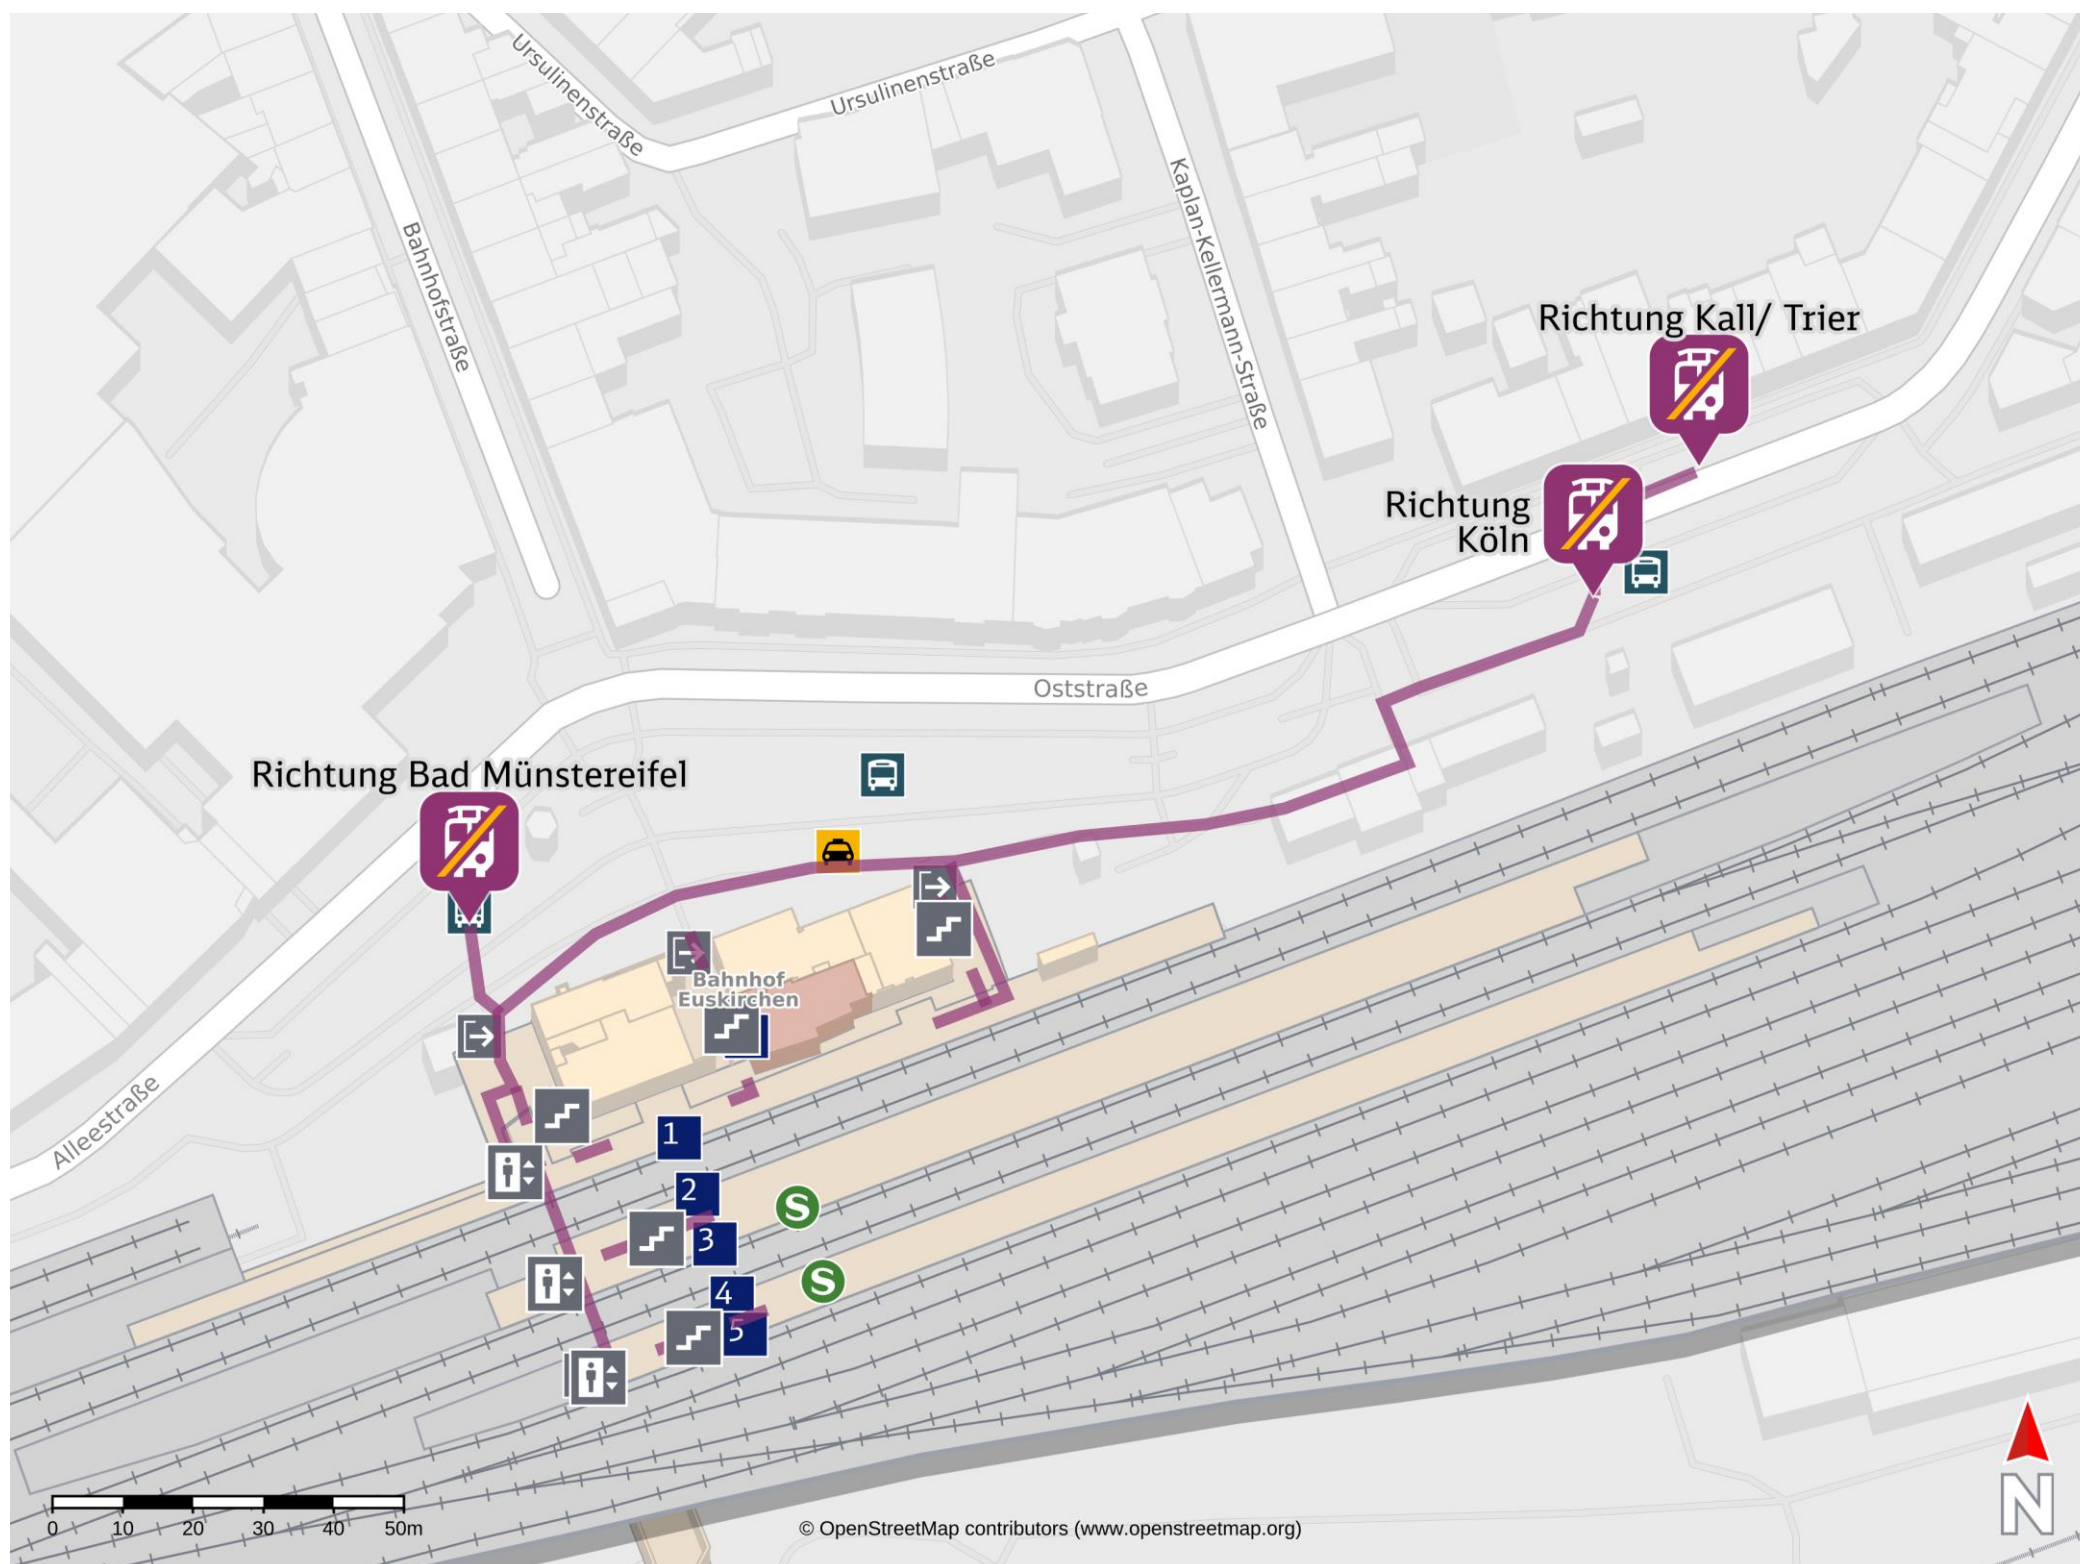 Ursulinenstraße
Ursulinenstraße
Bahnhofstraße
Kaplan-Kellermann-Straße
Richtung Kall/ Trier
Richtung
Köln
Oststraße
Richtung Bad Münstereifel
Bahnhof
Euskirchen
Alleestraße
1
2
S
3
S
4
5
0 10 20 30 40 50m
© OpenStreetMap contributors (www.openstreetmap.org)
N